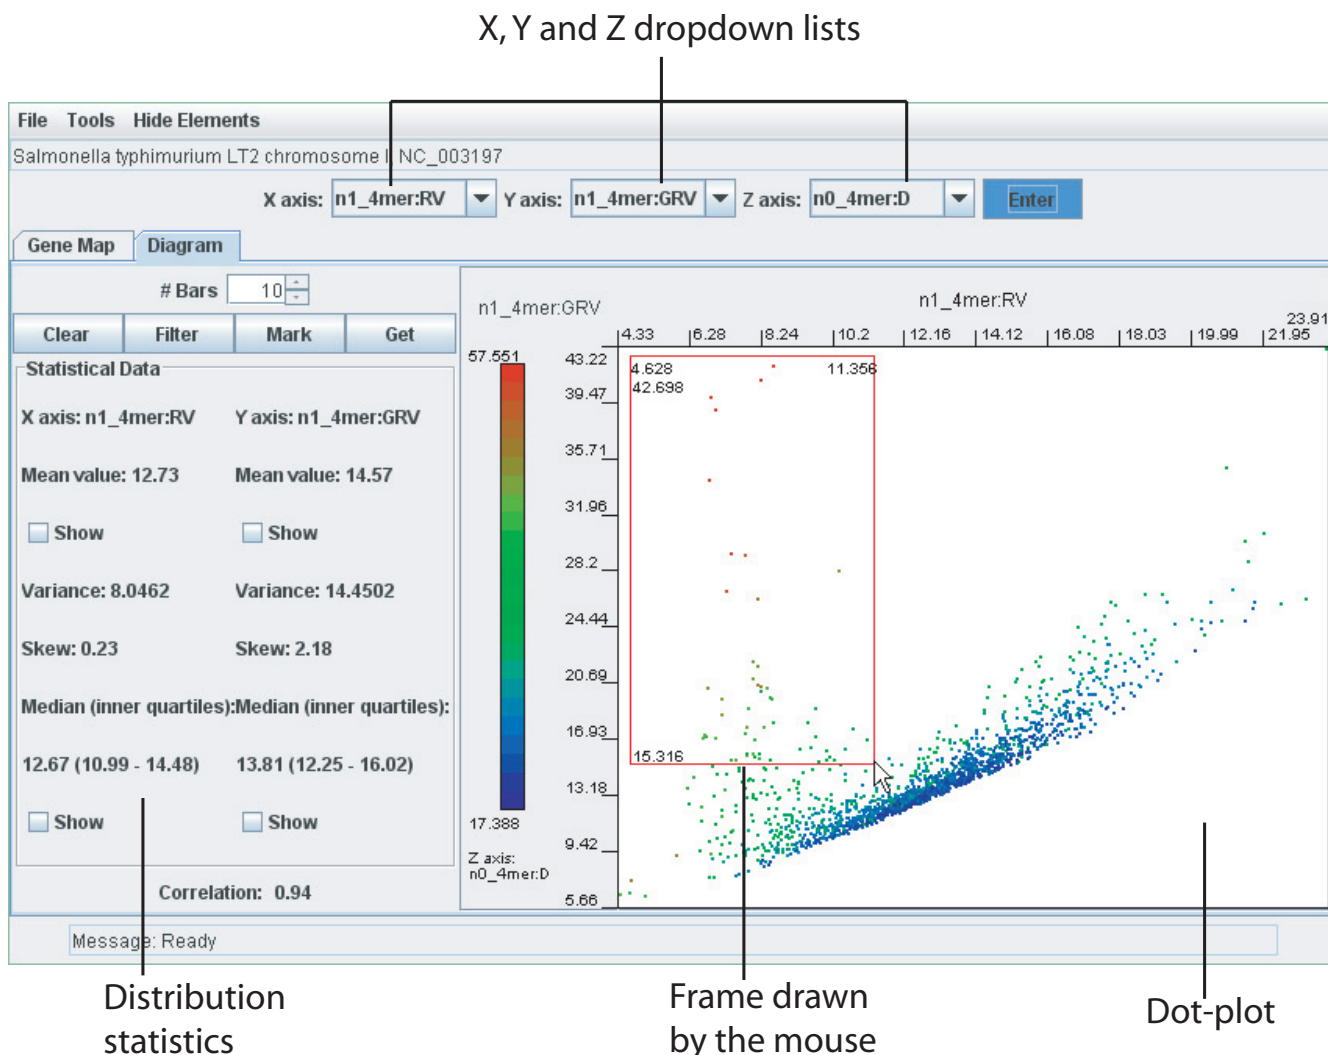 X, Y and Z dropdown lists
File Tools Hide Elements
Salmonella typhimurium LT2 chromosome I, NC_003197
X axis: n1_4mer:RV Y axis: n1_4mer:GRV Z axis: n0_4mer:D Enter
Gene Map Diagram
# Bars 10
Clear Filter Mark Get
Statistical Data
X axis: n1_4mer:RV Y axis: n1_4mer:GRV
Mean value: 12.73 Mean value: 14.57
Show Show
Variance: 8.0462 Variance: 14.4502
Skew: 0.23 Skew: 2.18
Median (inner quartiles): Median (inner quartiles):
12.67 (10.99 - 14.48) 13.81 (12.25 - 16.02)
Show Show
Correlation: 0.94
n1_4mer:GRV
n1_4mer:RV
4.33 6.28 8.24 10.2 12.16 14.12 16.08 18.03 19.99 21.95 23.91
57.551
17.388
Z axis:
n0_4mer:D
43.22
39.47
35.71
31.96
28.2
24.44
20.69
16.93
13.18
9.42
5.66
4.628 11.356
42.698
15.316
Message: Ready
Distribution
statistics
Frame drawn
by the mouse
Dot-plot